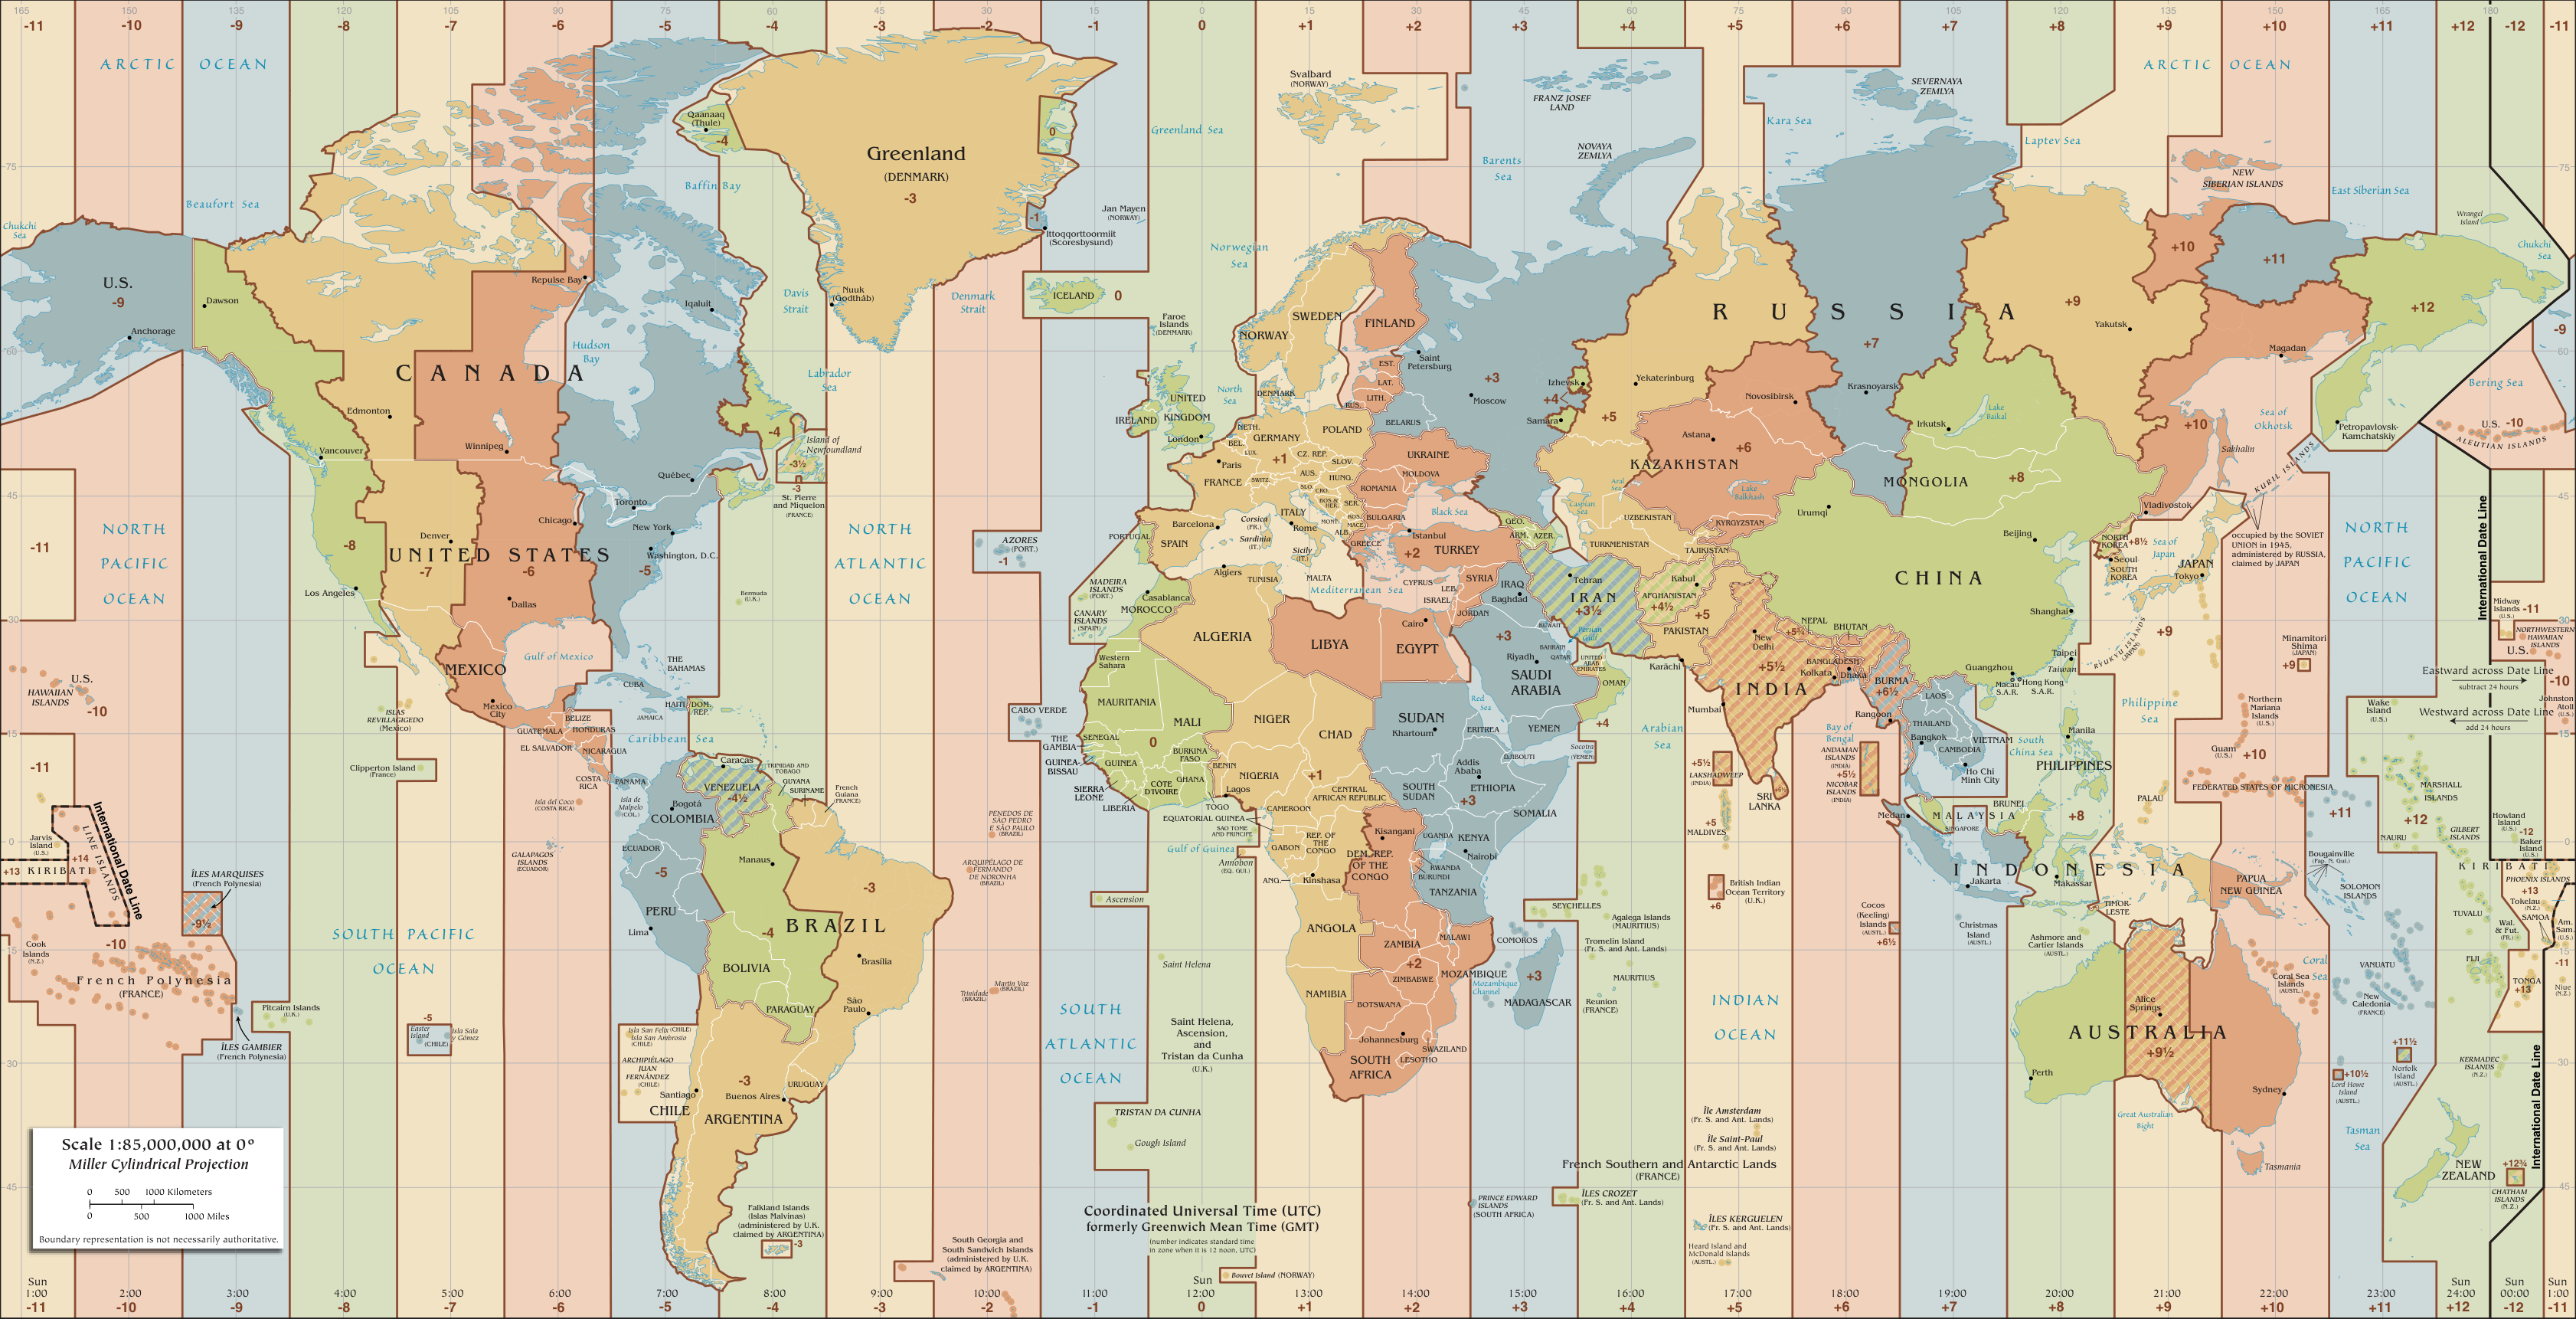 165 150 135 120 105 90 75 60 45 30 15 0 15 30 45 60 75 90 105 120 135 150 165 180
-11 -10 -9 -8 -7 -6 -5 -4 -3 -2 -1 0 +1 +2 +3 +4 +5 +6 +7 +8 +9 +10 +11 +12 -12 -11
ARCTIC OCEAN
ARCTIC OCEAN
Chukchi
Sea
Beaufort Sea
Baffin Bay
Davis
Strait
Hudson
Bay
Labrador
Sea
Denmark
Strait
Greenland Sea
Norwegian
Sea
North
Sea
Barents
Sea
Kara Sea
Laptev Sea
East Siberian Sea
Chukchi
Sea
Bering Sea
Sea of
Okhotsk
U.S.
-9
Anchorage
Dawson
CANADA
Edmonton
Vancouver
Winnipeg
Repulse Bay
Iqaluit
Québec
Toronto
Qaanaaq
(Thule)
-4
Greenland
(DENMARK)
-3
0
-1
Nuuk
(Godthåb)
Ittoqqortoormiit
(Scoresbysund)
Jan Mayen
(NORWAY)
ICELAND
0
Faroe
Islands
(DENMARK)
-4
Island of
Newfoundland
-3½
-3
St. Pierre
and Miquelon
(FRANCE)
UNITED STATES
-8
-7
-6
-5
Denver
Chicago
New York
Washington, D.C.
Los Angeles
Dallas
NORTH
PACIFIC
OCEAN
-11
NORTH
ATLANTIC
OCEAN
Bermuda
(U.K.)
AZORES
(PORT.)
-1
MEXICO
Mexico
City
Gulf of Mexico
THE
BAHAMAS
CUBA
JAMAICA
HAITI
DOM.
REP.
BELIZE
GUATEMALA
HONDURAS
EL SALVADOR
NICARAGUA
COSTA
RICA
PANAMA
Caribbean Sea
ISLAS
REVILLAGIGEDO
(Mexico)
Clipperton Island
(France)
U.S.
HAWAIIAN
ISLANDS
-10
-11
Caracas
VENEZUELA
-4½
TRINIDAD AND
TOBAGO
GUYANA
SURINAME
French
Guiana
(FRANCE)
Bogotá
COLOMBIA
Isla del Coco
(COSTA RICA)
Isla de
Malpelo
(COL.)
GALAPAGOS
ISLANDS
(ECUADOR)
ECUADOR
-5
PERU
Lima
Manaus
BRAZIL
-3
-4
Brasília
São
Paulo
BOLIVIA
PARAGUAY
URUGUAY
-3
Buenos Aires
Santiago
CHILE
ARGENTINA
Isla San Felix (CHILE)
Isla San Ambrosio
(CHILE)
ARCHIPIÉLAGO
JUAN
FERNÁNDEZ
(CHILE)
-5
Easter
Island
Isla Sala
y Gómez
(CHILE)
SOUTH PACIFIC
OCEAN
Jarvis
Island
(U.S.)
+14
+13
KIRIBATI
LINE ISLANDS
International Date Line
ÎLES MARQUISES
(French Polynesia)
-9½
-10
Cook
Islands
(N.Z.)
French Polynesia
(FRANCE)
ÎLES GAMBIER
(French Polynesia)
Pitcairn Islands
(U.K.)
PENEDOS DE
SÃO PEDRO
E SÃO PAULO
(BRAZIL)
ARQUIPÉLAGO DE
FERNANDO
DE NORONHA
(BRAZIL)
Trinidade
(BRAZIL)
Martin Vaz
(BRAZIL)
Falkland Islands
(Islas Malvinas)
(administered by U.K.
claimed by ARGENTINA)
-3
South Georgia and
South Sandwich Islands
(administered by U.K.
claimed by ARGENTINA)
SOUTH
ATLANTIC
OCEAN
Ascension
Saint Helena
Saint Helena,
Ascension,
and
Tristan da Cunha
(U.K.)
TRISTAN DA CUNHA
Gough Island
Bouvet Island (NORWAY)
Svalbard
(NORWAY)
FRANZ JOSEF
LAND
NOVAYA
ZEMLYA
SEVERNAYA
ZEMLYA
NEW
SIBERIAN ISLANDS
Wrangel
Island
NORWAY
SWEDEN
FINLAND
EST.
LAT.
LITH.
RUS.
DENMARK
UNITED
KINGDOM
IRELAND
London
NETH.
BEL.
LUX.
GERMANY
+1
POLAND
BELARUS
Paris
FRANCE
SWITZ.
CZ. REP.
SLOV.
AUS.
HUNG.
SLO.
CRO.
BOS.N
HER.
SER.
MONT.
KOS.
MACE.
ALB.
GREECE
UKRAINE
MOLDOVA
ROMANIA
BULGARIA
Black Sea
Barcelona
SPAIN
PORTUGAL
Corsica
(FR.)
Sardinia
(IT.)
ITALY
Rome
Sicily
(IT.)
MALTA
Mediterranean Sea
Istanbul
+2
TURKEY
CYPRUS
LEB.
ISRAEL
SYRIA
JORDAN
GEO.
ARM.
AZER.
Caspian
Sea
Aral
Sea
RUSSIA
Saint
Petersburg
+3
Moscow
Izhevsk
+4
Samara
Yekaterinburg
+5
Novosibirsk
Krasnoyarsk
+7
Irkutsk
Lake
Baikal
+9
Yakutsk
+10
+11
+12
Magadan
Petropavlovsk-
Kamchatskiy
Sakhalin
KURIL ISLANDS
Vladivostok
+10
occupied by the SOVIET
UNION in 1945,
administered by RUSSIA,
claimed by JAPAN
Astana
+6
KAZAKHSTAN
Lake
Balkhash
UZBEKISTAN
KYRGYZSTAN
TURKMENISTAN
TAJIKISTAN
MONGOLIA
+8
Urumqi
CHINA
Beijing
Shanghai
Guangzhou
Hong Kong
S.A.R.
Macau
S.A.R.
Taipei
Taiwan
NORTH
KOREA
+8½
Seoul
SOUTH
KOREA
Sea of
Japan
JAPAN
Tokyo
+9
RYUKYU ISLANDS
(JAPAN)
MADEIRA
ISLANDS
(PORT.)
CANARY
ISLANDS
(SPAIN)
Casablanca
MOROCCO
Western
Sahara
Algiers
TUNISIA
ALGERIA
LIBYA
Cairo
EGYPT
MAURITANIA
MALI
NIGER
CHAD
SUDAN
Khartoum
ERITREA
DJIBOUTI
CABO VERDE
THE
GAMBIA
GUINEA-
BISSAU
SENEGAL
GUINEA
SIERRA
LEONE
LIBERIA
CÔTE
D'IVOIRE
BURKINA
FASO
GHANA
TOGO
BENIN
0
NIGERIA
Lagos
+1
CAMEROON
CENTRAL
AFRICAN REPUBLIC
SOUTH
SUDAN
Addis
Ababa
ETHIOPIA
+3
SOMALIA
EQUATORIAL GUINEA
SAO TOME
AND PRINCIPE
Gulf of Guinea
Annobon
(EQ. GUI.)
GABON
REP. OF
THE
CONGO
DEM. REP.
OF THE
CONGO
Kisangani
Kinshasa
ANG.
UGANDA
KENYA
Nairobi
RWANDA
BURUNDI
TANZANIA
ANGOLA
ZAMBIA
+2
MALAWI
MOZAMBIQUE
Mozambique
Channel
ZIMBABWE
NAMIBIA
BOTSWANA
Johannesburg
SWAZILAND
LESOTHO
SOUTH
AFRICA
COMOROS
+3
MADAGASCAR
IRAQ
Baghdad
KUWAIT
+3
Riyadh
BAHRAIN
QATAR
SAUDI
ARABIA
UNITED
ARAB
EMIRATES
OMAN
+4
YEMEN
Red
Sea
Socotra
(YEMEN)
Tehran
IRAN
+3½
Persian
Gulf
Kabul
AFGHANISTAN
+4½
+5
PAKISTAN
Karāchi
Arabian
Sea
New
Delhi
+5½
INDIA
Mumbai
Kolkata
NEPAL
+5¾
BHUTAN
BANGLADESH
Dhaka
BURMA
+6½
Rangoon
Bay of
Bengal
+5½
LAKSHADWEEP
(INDIA)
SRI
LANKA
+5
MALDIVES
ANDAMAN
ISLANDS
(INDIA)
+5½
NICOBAR
ISLANDS
(INDIA)
LAOS
THAILAND
Bangkok
CAMBODIA
VIETNAM
Ho Chi
Minh City
South
China Sea
Manila
PHILIPPINES
Philippine
Sea
+8
BRUNEI
MALAYSIA
SINGAPORE
Medan
INDONESIA
Jakarta
Makassar
TIMOR-
LESTE
PALAU
PAPUA
NEW GUINEA
Christmas
Island
(AUSTL.)
Cocos
(Keeling)
Islands
(AUSTL.)
+6½
Ashmore and
Cartier Islands
(AUSTL.)
British Indian
Ocean Territory
(U.K.)
+6
SEYCHELLES
Agalega Islands
(MAURITIUS)
Tromelin Island
(Fr. S. and Ant. Lands)
MAURITIUS
Reunion
(FRANCE)
INDIAN
OCEAN
Île Amsterdam
(Fr. S. and Ant. Lands)
Île Saint-Paul
(Fr. S. and Ant. Lands)
French Southern and Antarctic Lands
(FRANCE)
PRINCE EDWARD
ISLANDS
(SOUTH AFRICA)
ÎLES CROZET
(Fr. S. and Ant. Lands)
ÎLES KERGUELEN
(Fr. S. and Ant. Lands)
Heard Island and
McDonald Islands
(AUSTL.)
AUSTRALIA
Alice
Springs
+9½
Perth
Sydney
Great Australian
Bight
Tasmania
Coral
Sea
Coral Sea
Islands
(AUSTL.)
Tasman
Sea
+10½
Lord Howe
Island
(AUSTL.)
+11½
Norfolk
Island
(AUSTL.)
NEW
ZEALAND
+12¾
CHATHAM
ISLANDS
(N.Z.)
KERMADEC
ISLANDS
(N.Z.)
VANUATU
New
Caledonia
(FRANCE)
FIJI
TONGA
+13
Niue
(N.Z.)
-11
Am.
Sam.
(U.S.)
SAMOA
Tokelau
(N.Z.)
+13
Wal.
& Fut.
(FR.)
TUVALU
SOLOMON
ISLANDS
Bougainville
(Pap. N. Gui.)
+11
NAURU
+12
GILBERT
ISLANDS
KIRIBATI
PHOENIX ISLANDS
Howland
Island
(U.S.)
-12
Baker
Island
(U.S.)
MARSHALL
ISLANDS
FEDERATED STATES OF MICRONESIA
Guam
(U.S.)
+10
Northern
Mariana
Islands
(U.S.)
Minamitori
Shima
(JAPAN)
+9
Wake
Island
(U.S.)
NORTH
PACIFIC
OCEAN
International Date Line
International Date Line
Eastward across Date Line
subtract 24 hours
Westward across Date Line
add 24 hours
Midway
Islands
(U.S.)
-11
NORTHWESTERN
HAWAIIAN
ISLANDS
U.S.
-10
Johnston
Atoll
(U.S.)
-9
U.S. -10
ALEUTIAN ISLANDS
Scale 1:85,000,000 at 0°
Miller Cylindrical Projection
0 500 1000 Kilometers
0 500 1000 Miles
Boundary representation is not necessarily authoritative.
Coordinated Universal Time (UTC)
formerly Greenwich Mean Time (GMT)
(number indicates standard time
in zone when it is 12 noon, UTC)
Sun Sun Sun Sun Sun
1:00 2:00 3:00 4:00 5:00 6:00 7:00 8:00 9:00 10:00 11:00 12:00 13:00 14:00 15:00 16:00 17:00 18:00 19:00 20:00 21:00 22:00 23:00 24:00 00:00 1:00
-11 -10 -9 -8 -7 -6 -5 -4 -3 -2 -1 0 +1 +2 +3 +4 +5 +6 +7 +8 +9 +10 +11 +12 -12 -11